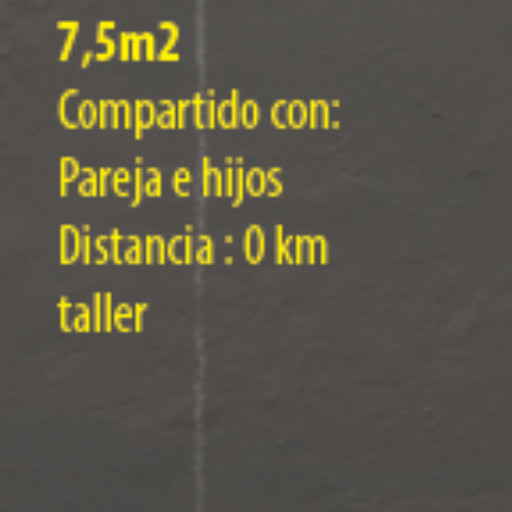 7,5m2
Compartido con:
Pareja e hijos
Distancia : 0 km
taller